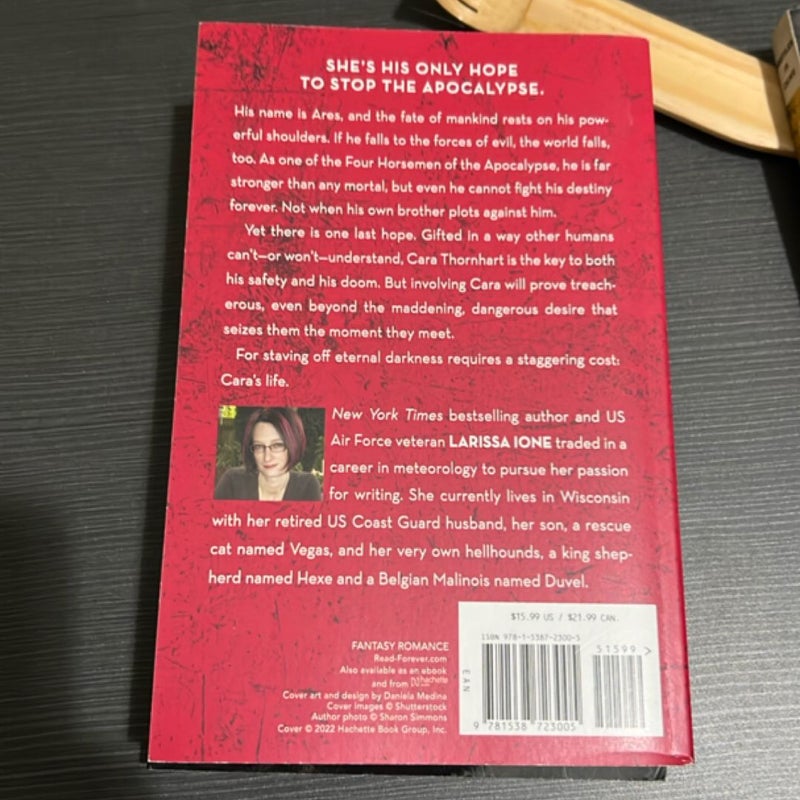 SHE'S HIS ONLY HOPE
TO STOP THE APOCALYPSE.
His name is Ares, and the fate of mankind rests on his pow-
erful shoulders. If he falls to the forces of evil, the world falls,
too. As one of the Four Horsemen of the Apocalypse, he is far
stronger than any mortal, but even he cannot fight his destiny
forever. Not when his own brother plots against him.
Yet there is one last hope. Gifted in a way other humans
can't—or won't—understand, Cara Thornhart is the key to both
his safety and his doom. But involving Cara will prove treach-
erous, even beyond the maddening, dangerous desire that
seizes them the moment they meet.
For staving off eternal darkness requires a staggering cost:
Cara's life.
New York Times bestselling author and US
Air Force veteran LARISSA IONE traded in a
career in meteorology to pursue her passion
for writing. She currently lives in Wisconsin
with her retired US Coast Guard husband, her son, a rescue
cat named Vegas, and her very own hellhounds, a king shep-
herd named Hexe and a Belgian Malinois named Duvel.
FANTASY ROMANCE
Read-Forever.com
Also available as an ebook
and from hachette
Cover art and design by Daniela Medina
Cover images © Shutterstock
Author photo © Sharon Simmons
Cover © 2022 Hachette Book Group, Inc.
$15.99 US / $21.99 CAN.
ISBN 978-1-5387-2300-5
51599 >
EAN
9 781538 723005